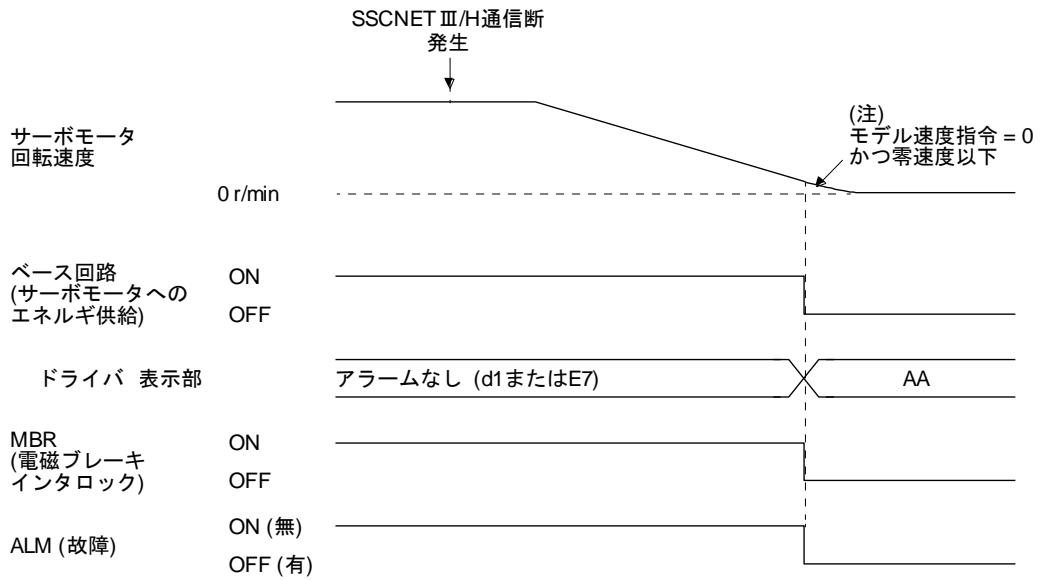 SSCNETⅢ/H通信断
発生
サーボモータ
回転速度
(注)
モデル速度指令 = 0
かつ零速度以下
0 r/min
ベース回路
(サーボモータへの
エネルギ供給)
ON
OFF
ドライバ 表示部
アラームなし (d1またはE7)
AA
MBR
(電磁ブレーキ
インタロック)
ON
OFF
ALM (故障)
ON (無)
OFF (有)